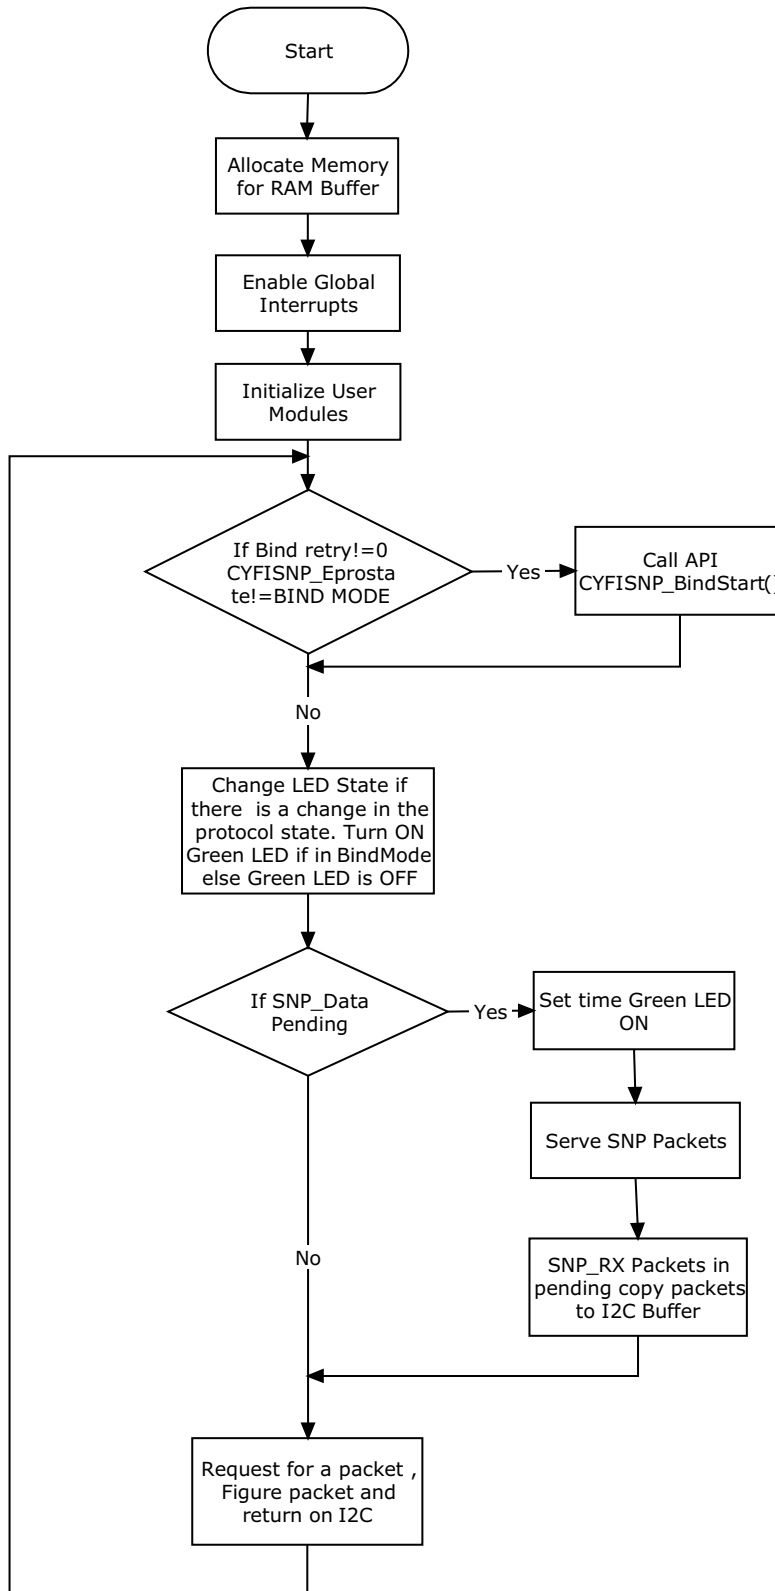 Start
Allocate Memory
for RAM Buffer
Enable Global
Interrupts
Initialize User
Modules
If Bind retry!=0
CYFISNP_Eprosta
te!=BIND MODE
Yes
Call API
CYFISNP_BindStart()
No
Change LED State if
there is a change in the
protocol state. Turn ON
Green LED if in BindMode
else Green LED is OFF
If SNP_Data
Pending
Yes
Set time Green LED
ON
Serve SNP Packets
No
SNP_RX Packets in
pending copy packets
to I2C Buffer
Request for a packet ,
Figure packet and
return on I2C